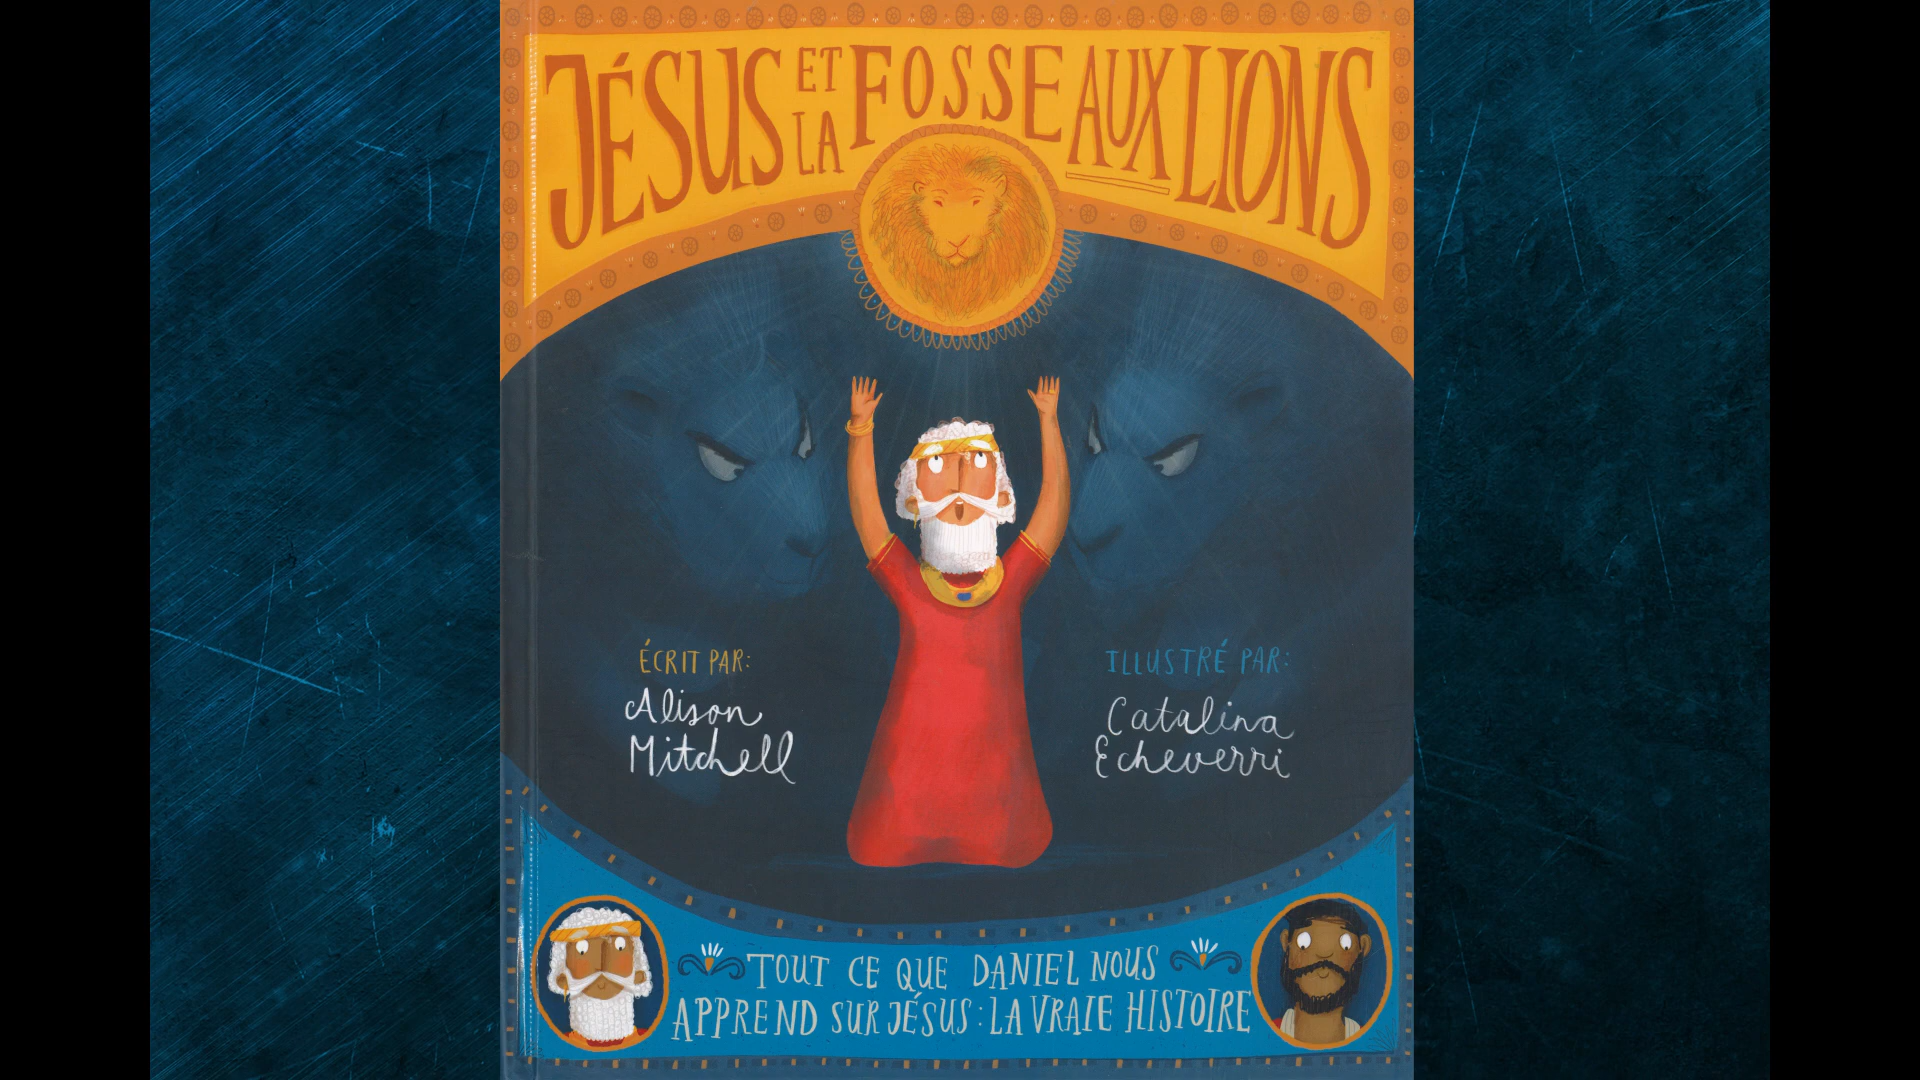 JÉSUS ET LA FOSSE AUX LIONS
ÉCRIT PAR:
Alison
Mitchell
ILLUSTRÉ PAR:
Catalina
Echeverri
TOUT CE QUE DANIEL NOUS
APPREND SUR JÉSUS : LA VRAIE HISTOIRE